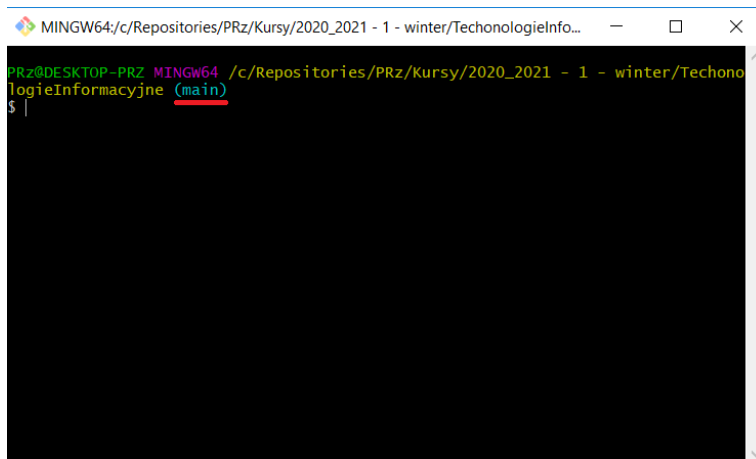 MINGW64:/c/Repositories/PRz/Kursy/2020_2021 - 1 - winter/TechonologieInfo...
PRz@DESKTOP-PRZ MINGW64 /c/Repositories/PRz/Kursy/2020_2021 - 1 - winter/Techono
logieInformacyjne (main)
$